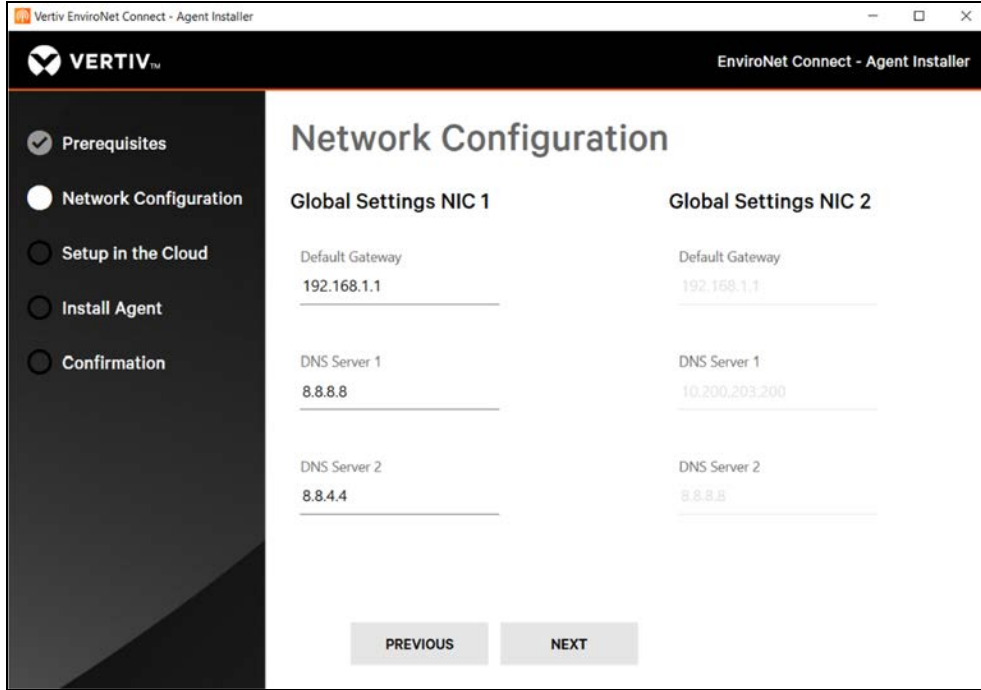 Vertiv EnviroNet Connect - Agent Installer
VERTIV™
EnviroNet Connect - Agent Installer
Prerequisites
Network Configuration
Setup in the Cloud
Install Agent
Confirmation
Network Configuration
Global Settings NIC 1
Default Gateway
192.168.1.1
DNS Server 1
8.8.8.8
DNS Server 2
8.8.4.4
Global Settings NIC 2
Default Gateway
192.168.1.1
DNS Server 1
10.200.203.200
DNS Server 2
8.8.8.8
PREVIOUS
NEXT